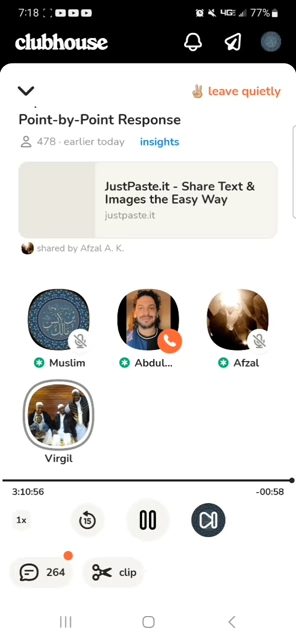 7:18
4G
77%
clubhouse
✌🏼 leave quietly
Point-by-Point Response
478 · earlier today insights
JustPaste.it - Share Text &
Images the Easy Way
justpaste.it
shared by Afzal A. K.
Muslim
Abdul...
Afzal
Virgil
3:10:56
-00:58
1x
15
264
clip